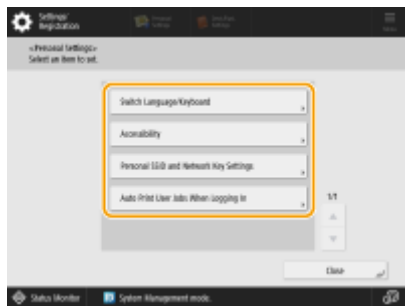 Settings/
Registration
<Personal Settings>
Select an item to set.
Switch Language/Keyboard
Accessibility
Personal SSID and Network Key Settings
Auto Print User Jobs When Logging In
1/1
Close
Status Monitor
System Management mode.